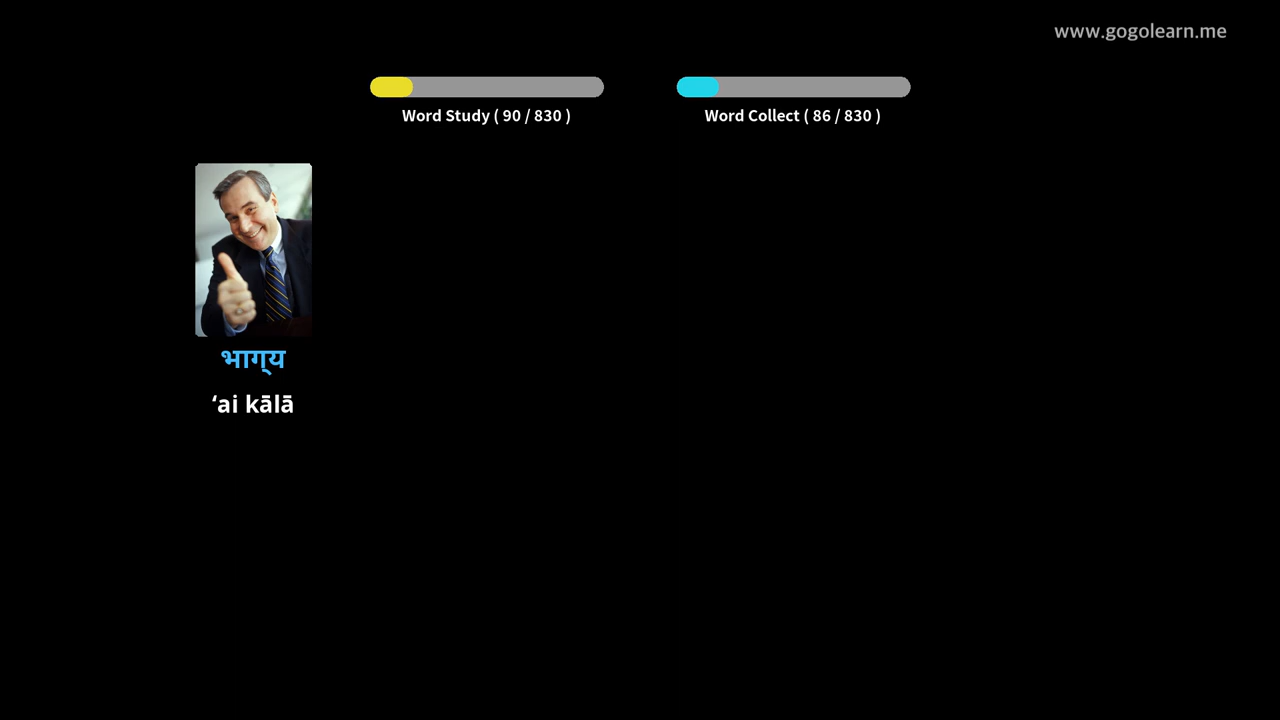 www.gogolearn.me
Word Study ( 90 / 830 )
Word Collect ( 86 / 830 )
भाग्‌य
ʻai kālā